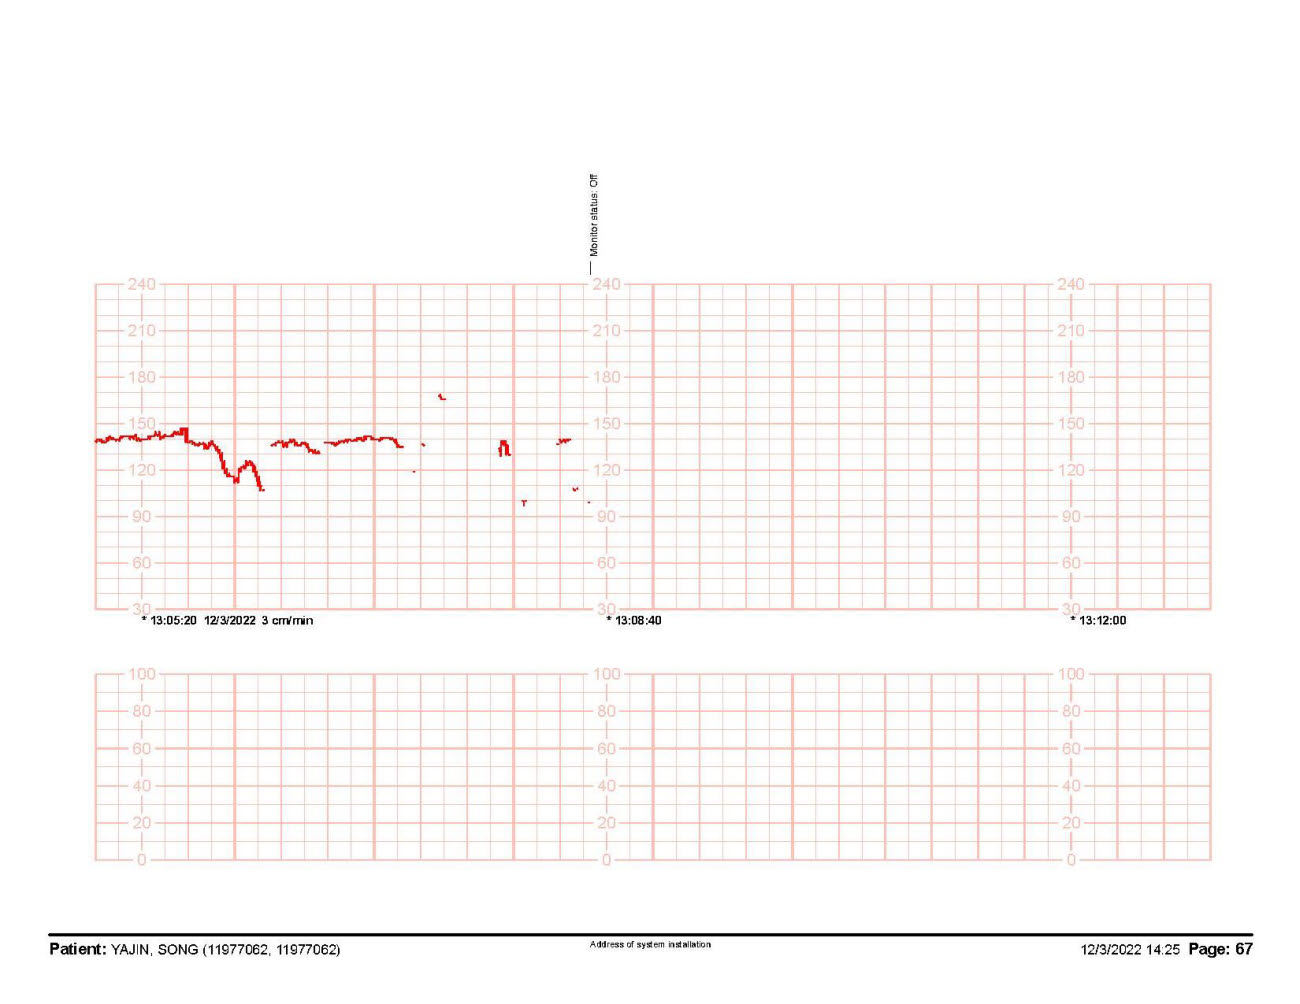 Monitor status: Off
240 240 240
210 210 210
180 180 180
150 150 150
120 120 120
90 90 90
60 60 60
30 30 30
* 13:05:20 12/3/2022 3 cm/min * 13:08:40 * 13:12:00
100 100 100
80 80 80
60 60 60
40 40 40
20 20 20
0 0 0
Patient: YAJIN, SONG (11977062, 11977062) Address of system installation 12/3/2022 14:25 Page: 67